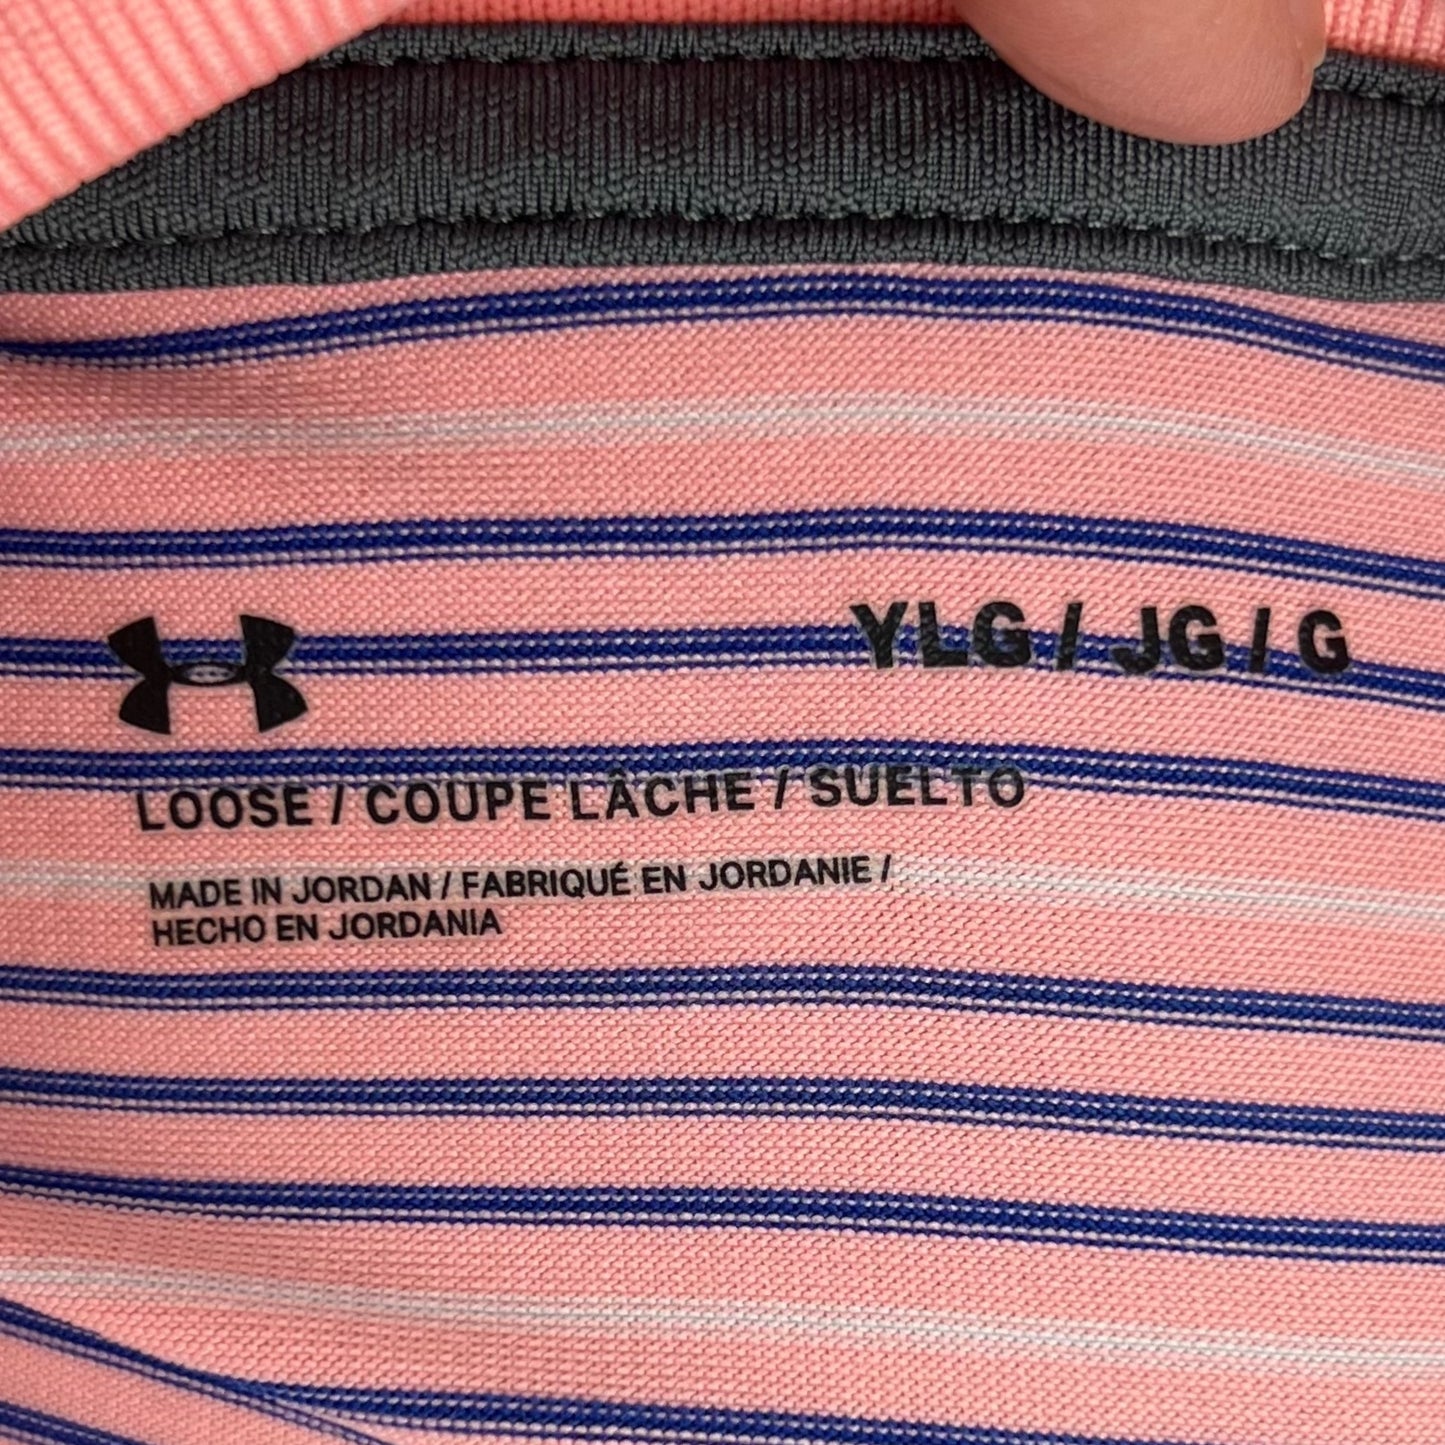 YLG / JG / G
LOOSE / COUPE LÂCHE / SUELTO
MADE IN JORDAN / FABRIQUÉ EN JORDANIE /
HECHO EN JORDANIA